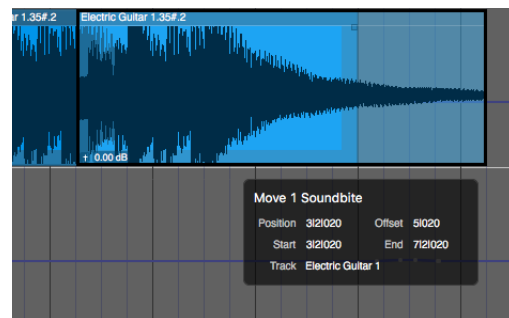 r 1.35#.2
Electric Guitar 1.35#.2
0.00 dB
Move 1 Soundbite
Position 3|2|020 Offset 5|020
Start 3|2|020 End 7|2|020
Track Electric Guitar 1